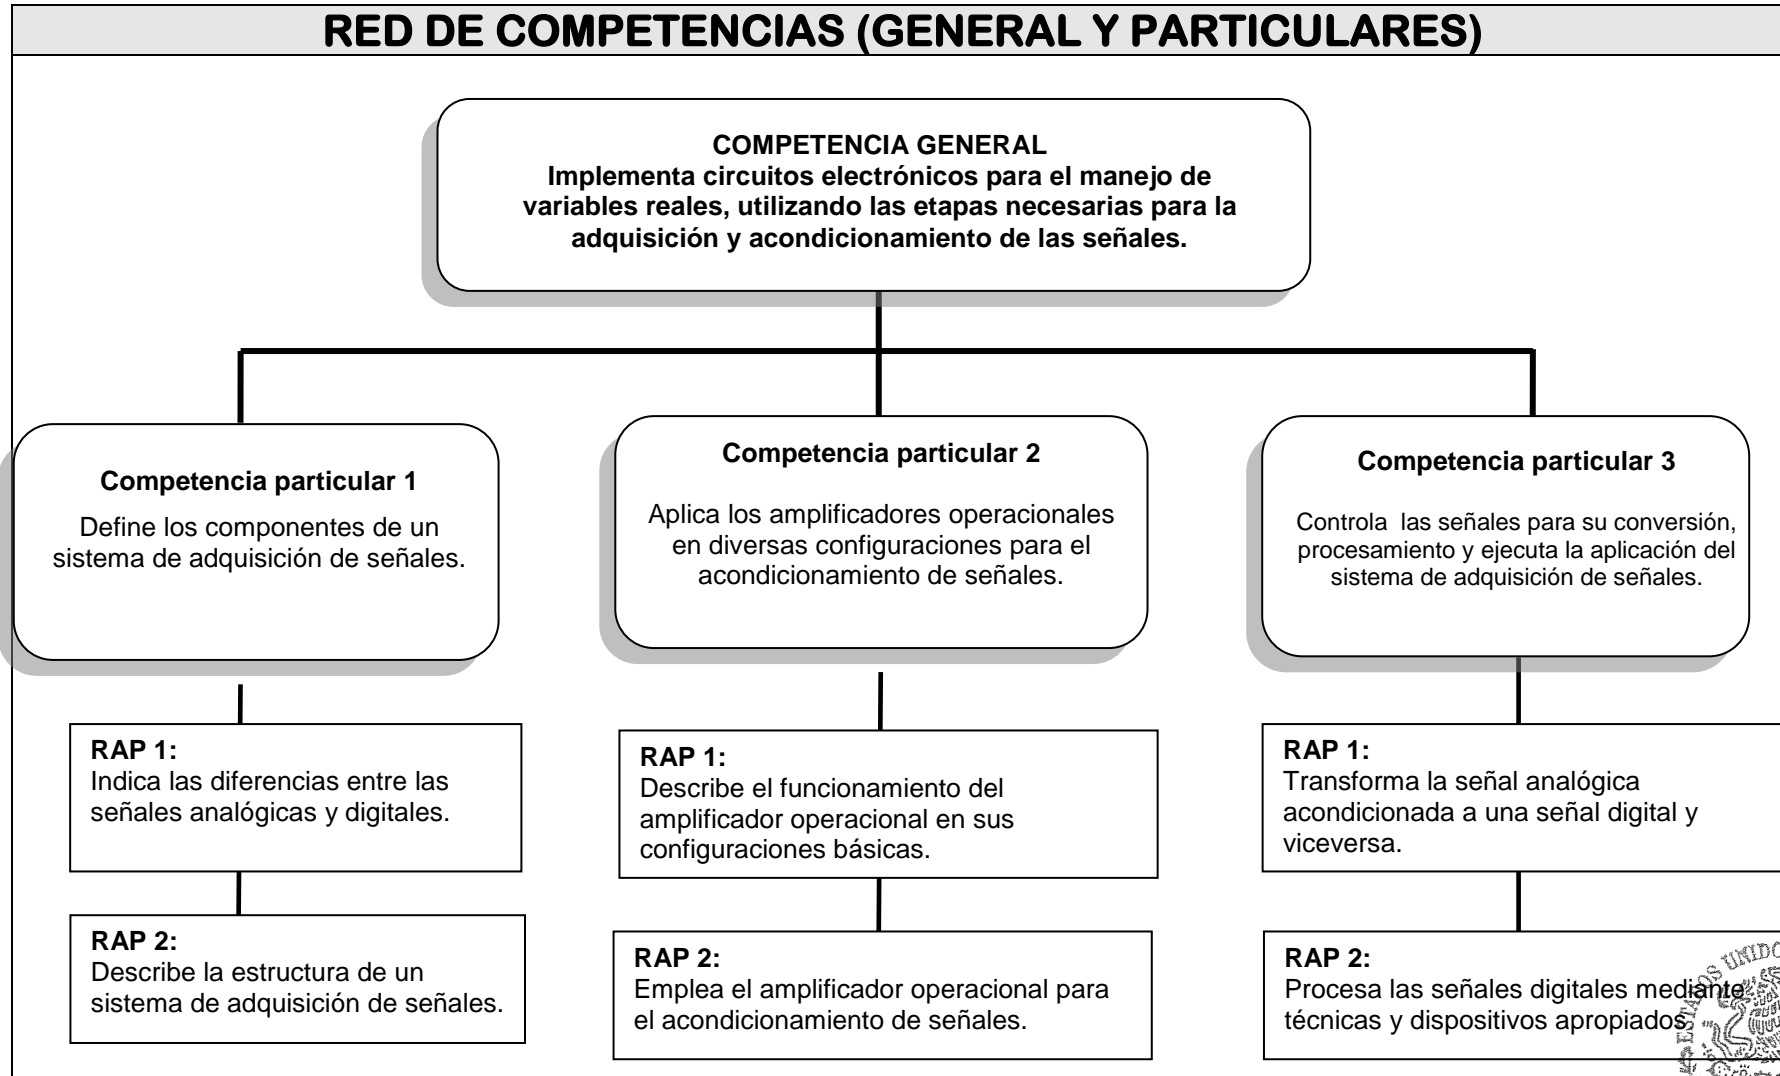 RED DE COMPETENCIAS (GENERAL Y PARTICULARES)
COMPETENCIA GENERAL
Implementa circuitos electrónicos para el manejo de
variables reales, utilizando las etapas necesarias para la
adquisición y acondicionamiento de las señales.
Competencia particular 1
Define los componentes de un
sistema de adquisición de señales.
Competencia particular 2
Aplica los amplificadores operacionales
en diversas configuraciones para el
acondicionamiento de señales.
Competencia particular 3
Controla las señales para su conversión,
procesamiento y ejecuta la aplicación del
sistema de adquisición de señales.
RAP 1:
Indica las diferencias entre las
señales analógicas y digitales.
RAP 2:
Describe la estructura de un
sistema de adquisición de señales.
RAP 1:
Describe el funcionamiento del
amplificador operacional en sus
configuraciones básicas.
RAP 2:
Emplea el amplificador operacional para
el acondicionamiento de señales.
RAP 1:
Transforma la señal analógica
acondicionada a una señal digital y
viceversa.
RAP 2:
Procesa las señales digitales mediante
técnicas y dispositivos apropiados.